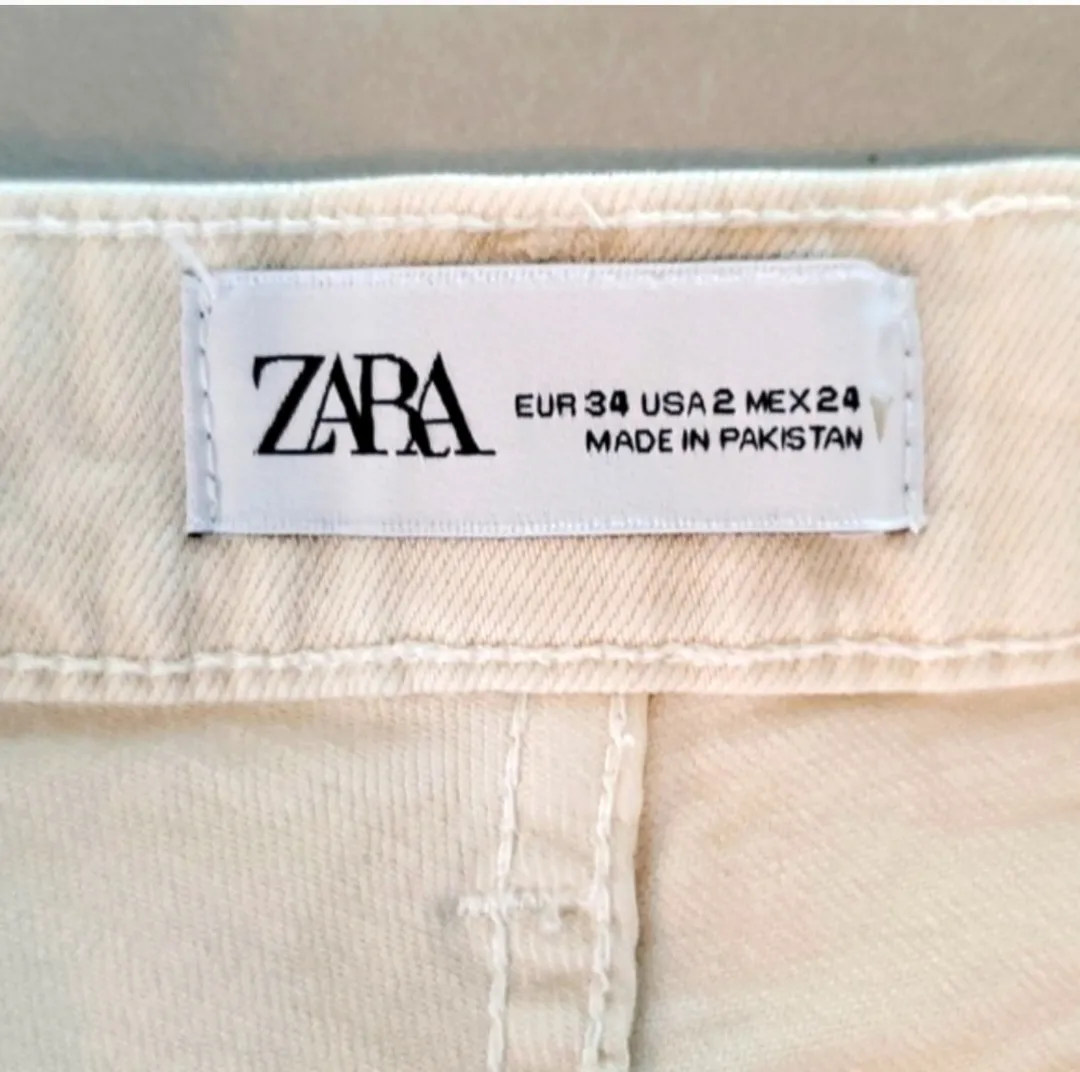 ZARA
EUR 34 USA 2 MEX 24
MADE IN PAKISTAN